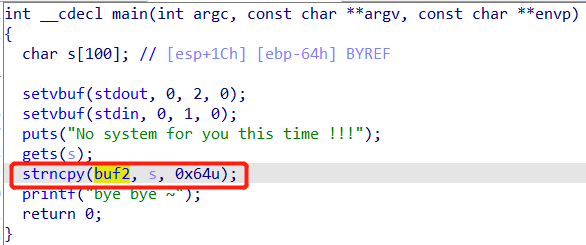 int __cdecl main(int argc, const char **argv, const char **envp)
{
  char s[100]; // [esp+1Ch] [ebp-64h] BYREF

  setvbuf(stdout, 0, 2, 0);
  setvbuf(stdin, 0, 1, 0);
  puts("No system for you this time !!!");
  gets(s);
  strncpy(buf2, s, 0x64u);
  printf("bye bye ~");
  return 0;
}